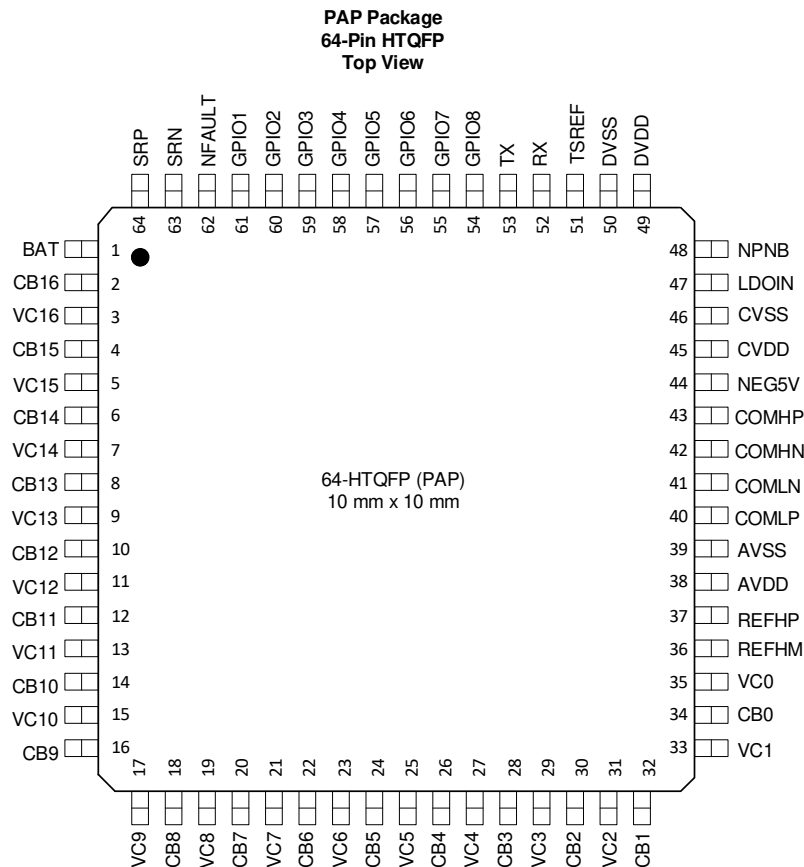 PAP Package
64-Pin HTQFP
Top View
SRP
SRN
NFAULT
GPIO1
GPIO2
GPIO3
GPIO4
GPIO5
GPIO6
GPIO7
GPIO8
TX
RX
TSREF
DVSS
DVDD
64
63
62
61
60
59
58
57
56
55
54
53
52
51
50
49
BAT 1
CB16 2
VC16 3
CB15 4
VC15 5
CB14 6
VC14 7
CB13 8
VC13 9
CB12 10
VC12 11
CB11 12
VC11 13
CB10 14
VC10 15
CB9 16
64-HTQFP (PAP)
10 mm x 10 mm
48 NPNB
47 LDOIN
46 CVSS
45 CVDD
44 NEG5V
43 COMHP
42 COMHN
41 COMLN
40 COMLP
39 AVSS
38 AVDD
37 REFHP
36 REFHM
35 VC0
34 CB0
33 VC1
17
18
19
20
21
22
23
24
25
26
27
28
29
30
31
32
VC9
CB8
VC8
CB7
VC7
CB6
VC6
CB5
VC5
CB4
VC4
CB3
VC3
CB2
VC2
CB1